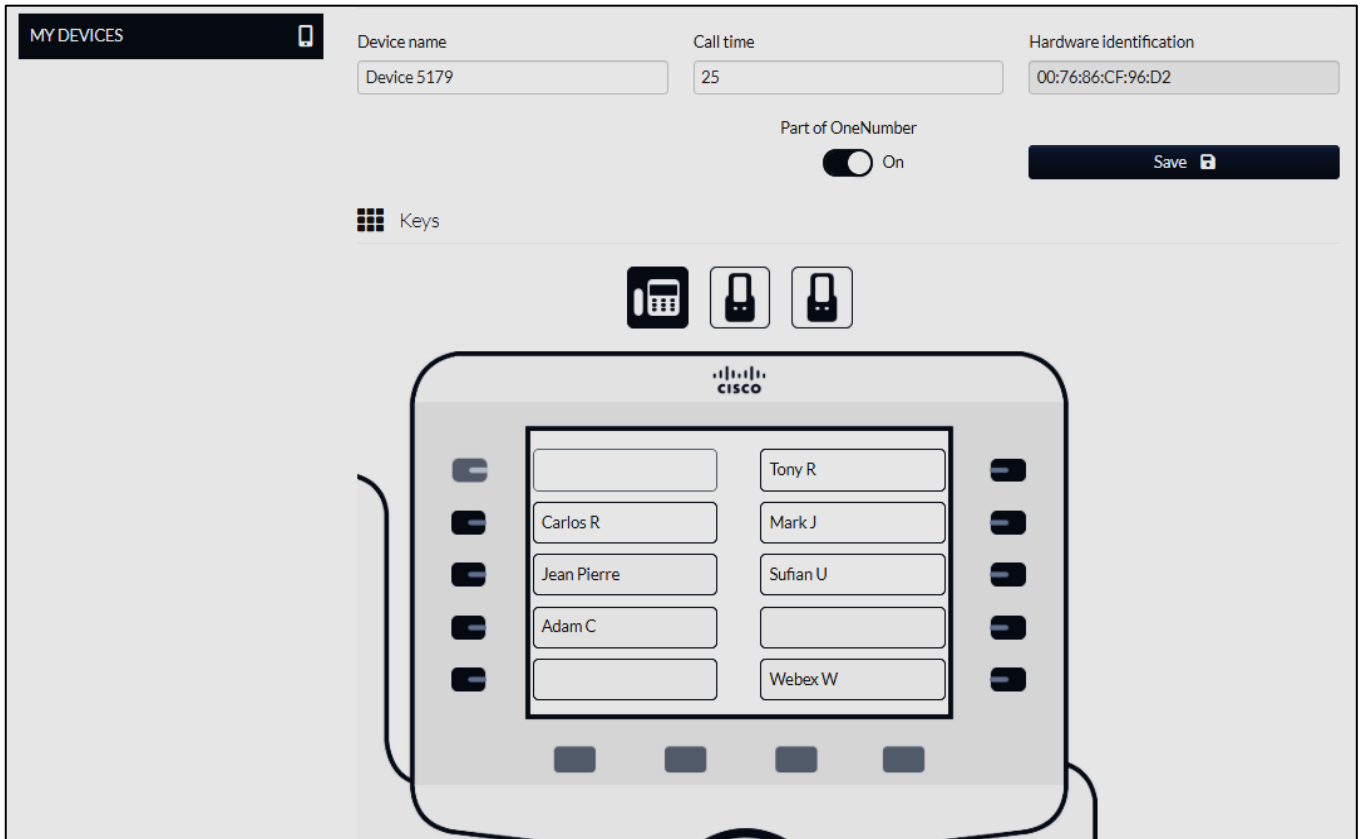 MY DEVICES
Device name
Call time
Hardware identification
Device 5179
25
00:76:86:CF:96:D2
Part of OneNumber
On
Save
Keys
CISCO
Tony R
Carlos R
Mark J
Jean Pierre
Sufian U
Adam C
Webex W